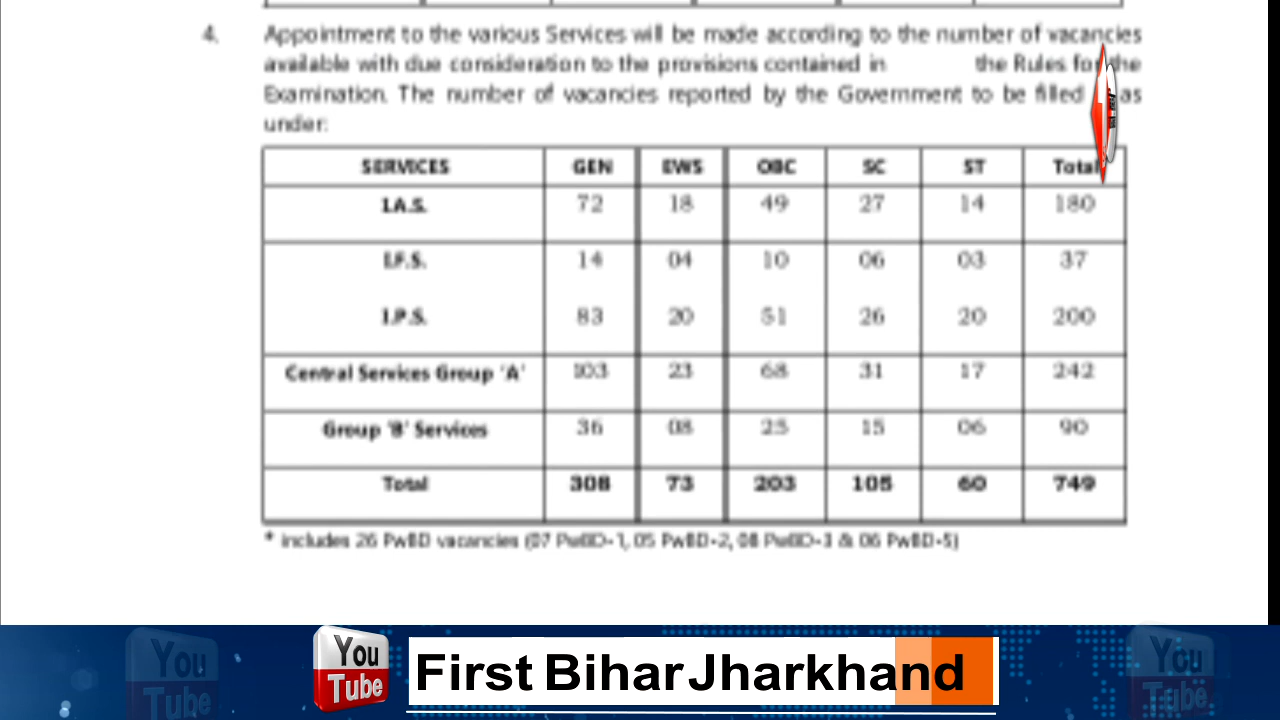 4. Appointment to the various Services will be made according to the number of vacancies
available with due consideration to the provisions contained in the Rules for the
Examination. The number of vacancies reported by the Government to be filled as
under:
SERVICES GEN EWS OBC SC ST Total
I.A.S. 72 18 49 27 14 180
I.F.S. 14 04 10 06 03 37
I.P.S. 83 20 51 26 20 200
Central Services Group 'A' 103 23 68 31 17 242
Group 'B' Services 36 08 25 15 06 90
Total 308 73 203 105 60 749
* includes 26 PwBD vacancies (07 PwBD-1, 05 PwBD-2, 08 PwBD-3 & 06 PwBD-5)
You Tube
You Tube
First Bihar Jharkhand
You Tube